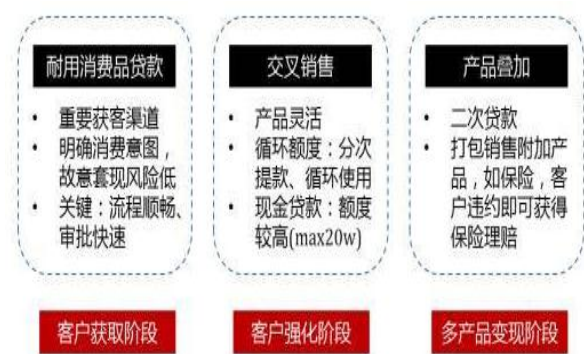 耐用消费品贷款
• 重要获客渠道
• 明确消费意图，
故意套现风险低
• 关键：流程顺畅、
审批快速
客户获取阶段
交叉销售
• 产品灵活
• 循环额度：分次
提款、循环使用
• 现金贷款：额度
较高(max20w)
客户强化阶段
产品叠加
• 二次贷款
• 打包销售附加产
品，如保险，客
户违约即可获得
保险理赔
多产品变现阶段